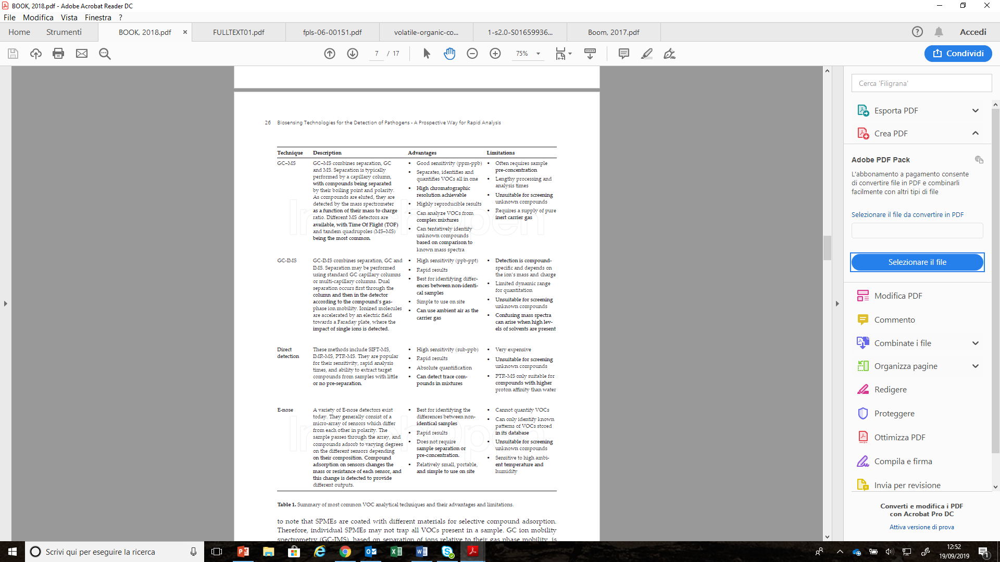 BOOK, 2018.pdf - Adobe Acrobat Reader DC
File Modifica Vista Finestra ?
Home Strumenti BOOK, 2018.pdf × FULLTEXT01.pdf fpls-06-00151.pdf volatile-organic-co... 1-s2.0-S01659936... Boom, 2017.pdf Accedi
7 / 17 75% Condividi
26 Biosensing Technologies for the Detection of Pathogens - A Prospective Way for Rapid Analysis
Technique Description Advantages Limitations
GC–MS
GC–MS combines separation, GC
and MS. Separation is typically
performed by a capillary column,
with compounds being separated
by their boiling point and polarity.
As compounds are eluted, they are
detected by the mass spectrometer
as a function of their mass to charge
ratio. Different MS detectors are
available, with Time Of Flight (TOF)
and tandem quadrupoles (MS–MS)
being the most common.
• Good sensitivity (ppm-ppb)
• Separates, identifies and
quantifies VOCs all in one
• High chromatographic
resolution achievable
• Highly reproducible results
• Can analyze VOCs from
complex mixtures
• Can tentatively identify
unknown compounds
based on comparison to
known mass spectra
• Often requires sample
pre-concentration
• Lengthy processing and
analysis times
• Unsuitable for screening
unknown compounds
• Requires a supply of pure
inert carrier gas
GC-IMS
GC-IMS combines separation, GC and
IMS. Separation may be performed
using standard GC capillary columns
or multi-capillary columns. Dual
separation occurs first through the
column and then in the detector
according to the compound's gas-
phase ion mobility. Ionized molecules
are accelerated by an electric field
towards a Faraday plate, where the
impact of single ions is detected.
• High sensitivity (ppb-ppt)
• Rapid results
• Best for identifying differ-
ences between non-identi-
cal samples
• Simple to use on site
• Can use ambient air as the
carrier gas
• Detection is compound-
specific and depends on
the ion's mass and charge
• Limited dynamic range
for quantitation
• Unsuitable for screening
unknown compounds
• Confusing mass spectra
can arise when high lev-
els of solvents are present
Direct
detection
These methods include SIFT-MS,
IMR-MS, PTR-MS. They are popular
for their sensitivity, rapid analysis
times, and ability to extract target
compounds from samples with little
or no pre-separation.
• High sensitivity (sub-ppb)
• Rapid results
• Absolute quantification
• Can detect trace com-
pounds in mixtures
• Very expensive
• Unsuitable for screening
unknown compounds
• PTR-MS only suitable for
compounds with higher
proton affinity than water
E-nose
A variety of E-nose detectors exist
today. They generally consist of a
micro-array of sensors which differ
from each other in polarity. The
sample passes through the array, and
compounds adsorb to varying degrees
on the different sensors depending
on their composition. Compound
adsorption on sensors changes the
mass or resistance of each sensor, and
this change is detected to provide
different outputs.
• Best for identifying the
differences between non-
identical samples
• Rapid results
• Does not require
sample separation or
pre-concentration.
• Relatively small, portable,
and simple to use on site
• Cannot quantify VOCs
• Can only identify known
patterns of VOCs stored
in its database
• Unsuitable for screening
unknown compounds
• Sensitive to high ambi-
ent temperature and
humidity
Table 1. Summary of most common VOC analytical techniques and their advantages and limitations.
to note that SPMEs are coated with different materials for selective compound adsorption.
Therefore, individual SPMEs may not trap all VOCs present in a sample. GC ion mobility
spectrometry (GC-IMS), based on separation of ions relative to their gas phase mobility, is
IntechOpen
IntechOpen
Cerca 'Filigrana'
Esporta PDF
Crea PDF
Adobe PDF Pack
L'abbonamento a pagamento consente
di convertire file in PDF e combinarli
facilmente con altri tipi di file
Selezionare il file da convertire in PDF
Selezionare il file
Modifica PDF
Commento
Combinate i file
Organizza pagine
Redigere
Proteggere
Ottimizza PDF
Compila e firma
Invia per revisione
Converti e modifica i PDF
con Acrobat Pro DC
Attiva versione di prova
Scrivi qui per eseguire la ricerca
12:52
19/09/2019
1